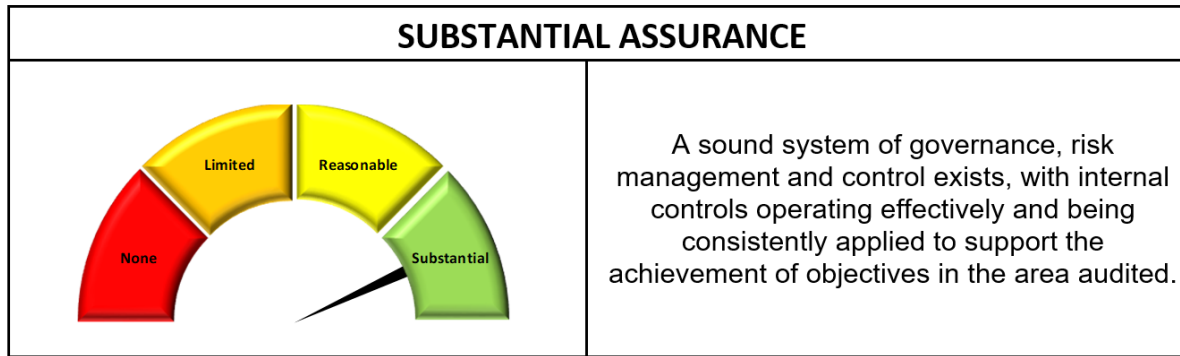 SUBSTANTIAL ASSURANCE
Limited
Reasonable
None
Substantial
A sound system of governance, risk
management and control exists, with internal
controls operating effectively and being
consistently applied to support the
achievement of objectives in the area audited.